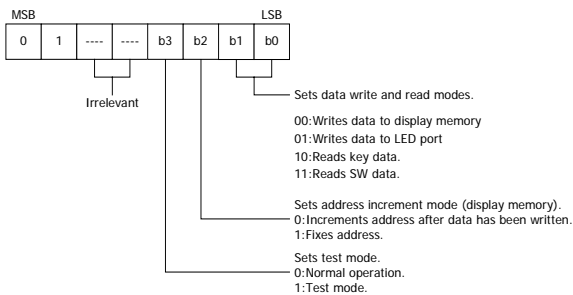 MSB LSB
0 1 ---- ---- b3 b2 b1 b0
Irrelevant
Sets data write and read modes.
00:Writes data to display memory
01:Writes data to LED port
10:Reads key data.
11:Reads SW data.
Sets address increment mode (display memory).
0:Increments address after data has been written.
1:Fixes address.
Sets test mode.
0:Normal operation.
1:Test mode.